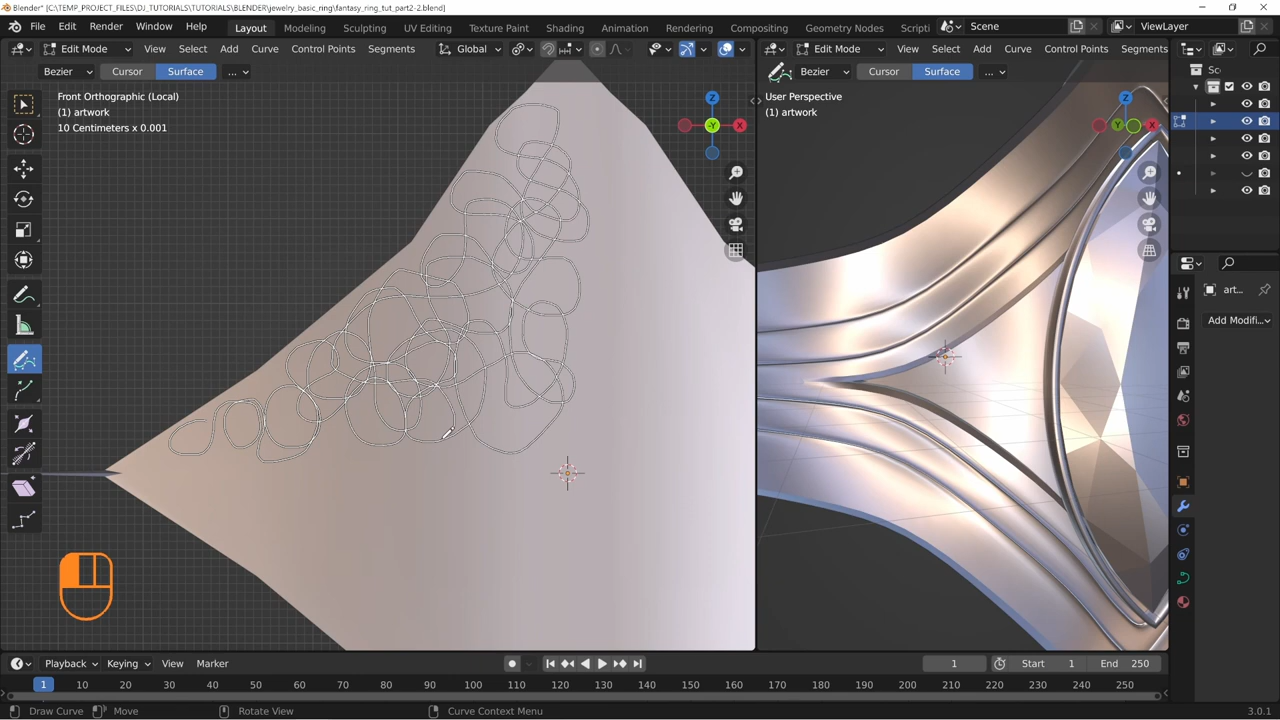 Blender* [C:\TEMP_PROJECT_FILES\DJ_TUTORIALS\TUTORIALS\BLENDER\jewelry_basic_ring\fantasy_ring_tut_part2-2.blend]
File Edit Render Window Help Layout Modeling Sculpting UV Editing Texture Paint Shading Animation Rendering Compositing Geometry Nodes Scripti Scene ViewLayer
Edit Mode View Select Add Curve Control Points Segments Global Edit Mode View Select Add Curve Control Points Segments
Bezier Cursor Surface ... Bezier Cursor Surface ... Sc
Front Orthographic (Local) User Perspective
(1) artwork (1) artwork
10 Centimeters x 0.001
Z Z
-Y X Y X
art...
Add Modifi...
Playback Keying View Marker 1 Start 1 End 250
1 10 20 30 40 50 60 70 80 90 100 110 120 130 140 150 160 170 180 190 200 210 220 230 240 250
Draw Curve Move Rotate View Curve Context Menu 3.0.1